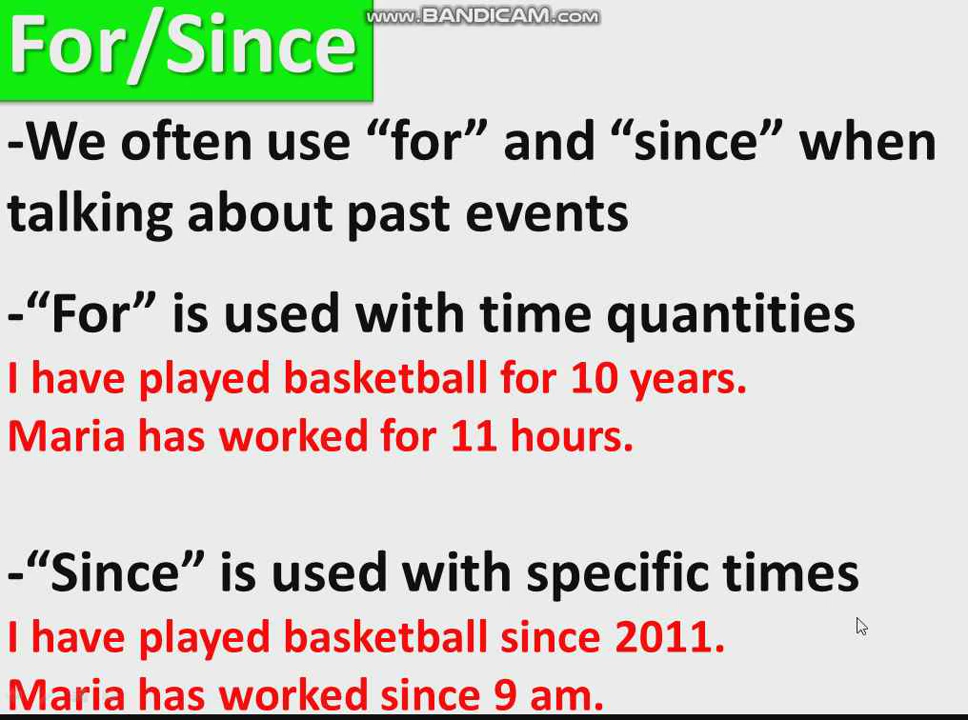 www.BANDICAM.com
For/Since
-We often use “for” and “since” when
talking about past events
-“For” is used with time quantities
I have played basketball for 10 years.
Maria has worked for 11 hours.
-“Since” is used with specific times
I have played basketball since 2011.
Maria has worked since 9 am.